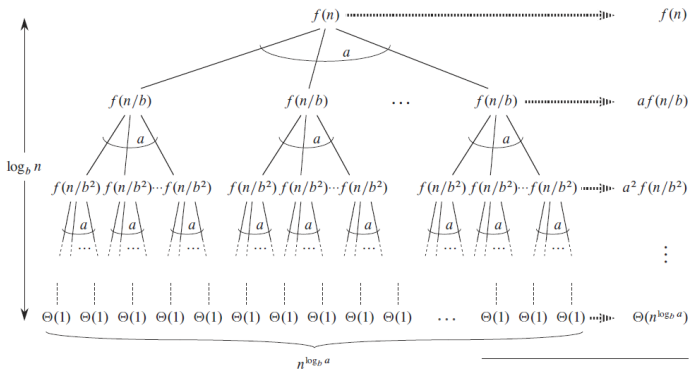 f(n) f(n)
a
f(n/b) f(n/b) ... f(n/b) a f(n/b)
a a a
log_b n
f(n/b²) f(n/b²)···f(n/b²) f(n/b²) f(n/b²)···f(n/b²) f(n/b²) f(n/b²)···f(n/b²) a² f(n/b²)
a a a a a a a a a
... ... ... ... ... ... ... ... ... ⋮
Θ(1) Θ(1) Θ(1) Θ(1) Θ(1) Θ(1) Θ(1) Θ(1) Θ(1) Θ(1) ... Θ(1) Θ(1) Θ(1) Θ(n^{log_b a})
n^{log_b a}